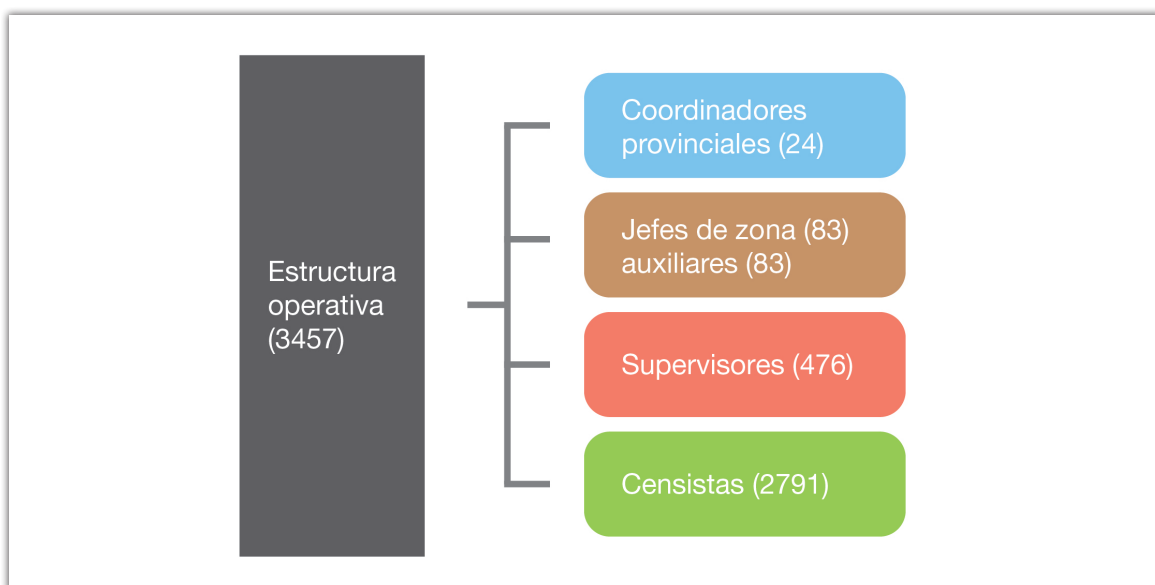 Estructura
operativa
(3457)
Coordinadores
provinciales (24)
Jefes de zona (83)
auxiliares (83)
Supervisores (476)
Censistas (2791)